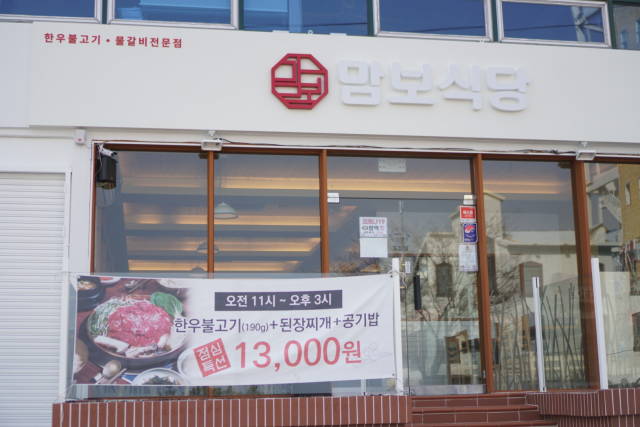 한우불고기 • 물갈비전문점
맘보식당
오전 11시 ~ 오후 3시
한우불고기(190g)+된장찌개+공기밥
점심
특선
13,000원